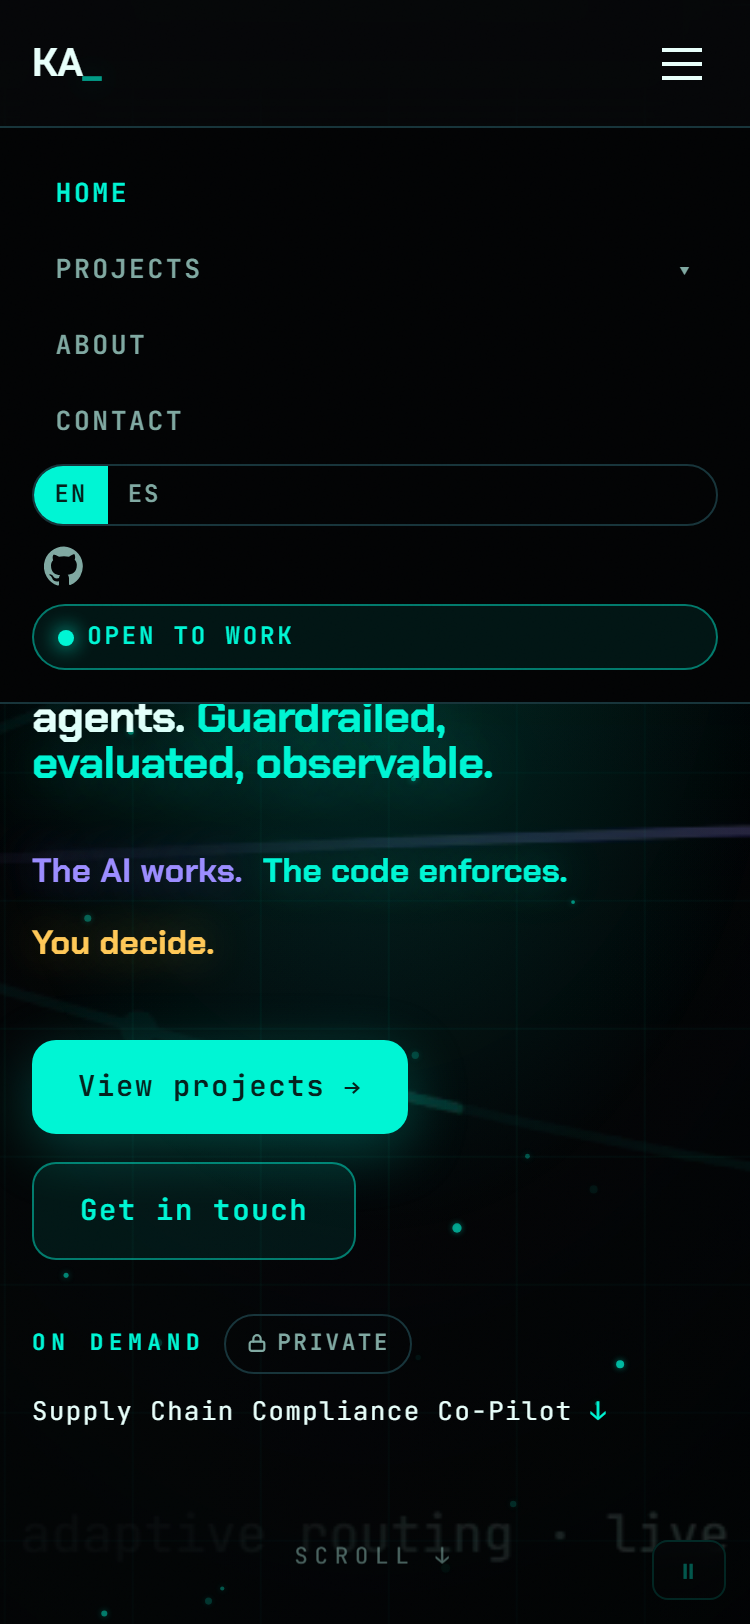 KA_
HOME
PROJECTS ▾
ABOUT
CONTACT
EN ES
OPEN TO WORK
agents. Guardrailed,
evaluated, observable.
The AI works. The code enforces.
You decide.
View projects →
Get in touch
ON DEMAND PRIVATE
Supply Chain Compliance Co-Pilot ↓
adaptive routing · live
SCROLL ↓